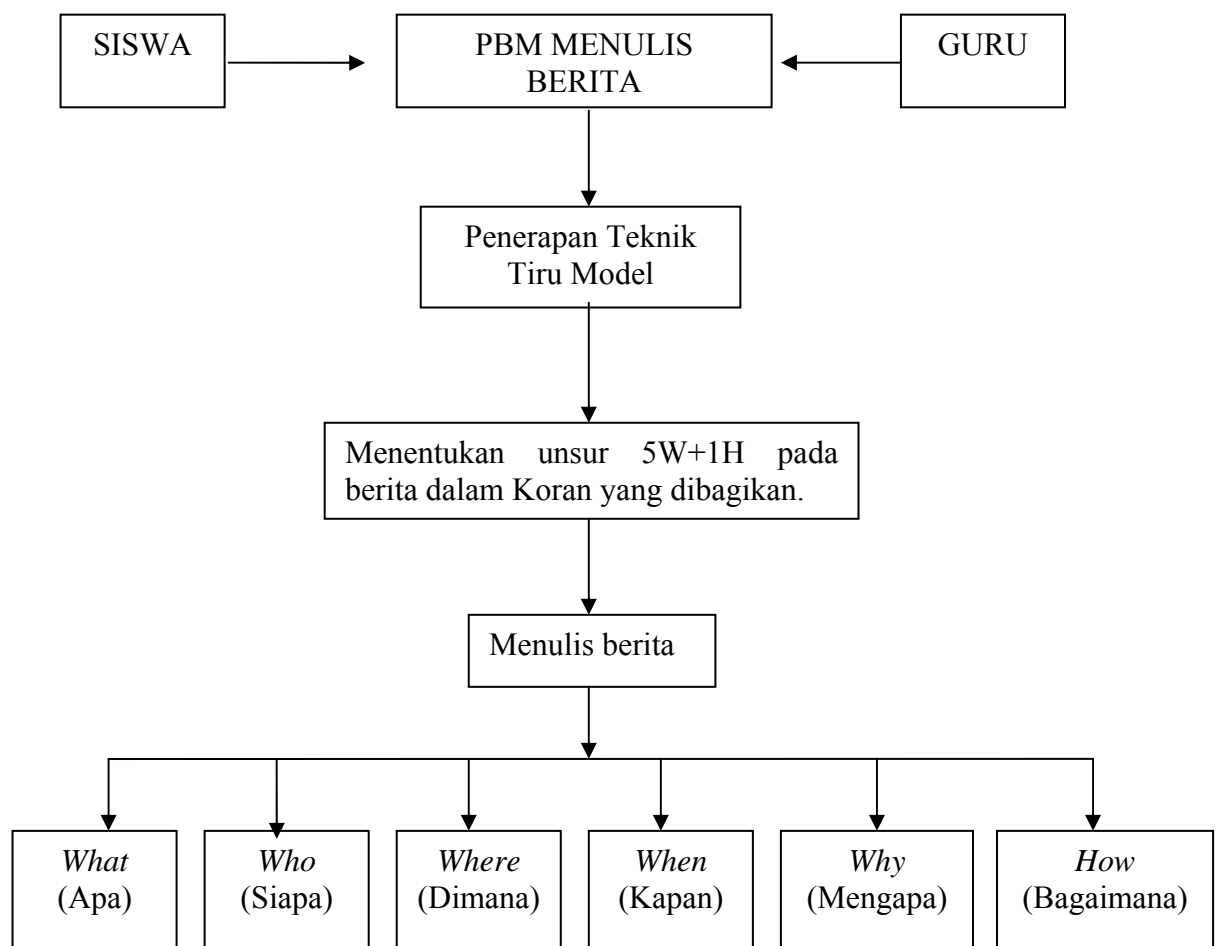 SISWA
PBM MENULIS
BERITA
GURU
Penerapan Teknik
Tiru Model
Menentukan unsur 5W+1H pada
berita dalam Koran yang dibagikan.
Menulis berita
What
(Apa)
Who
(Siapa)
Where
(Dimana)
When
(Kapan)
Why
(Mengapa)
How
(Bagaimana)